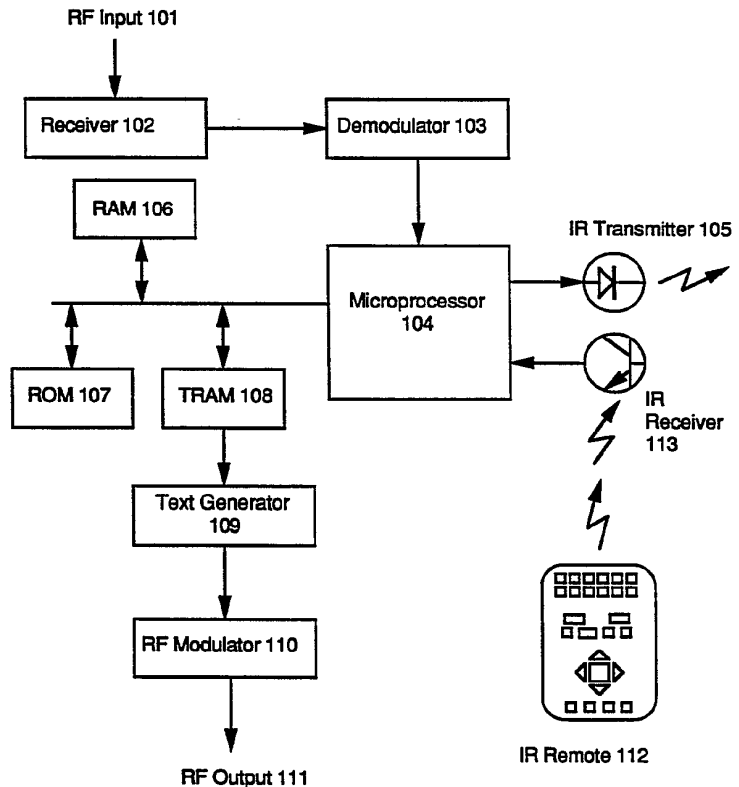 RF Input 101
Receiver 102
Demodulator 103
RAM 106
IR Transmitter 105
Microprocessor
104
ROM 107
TRAM 108
IR
Receiver
113
Text Generator
109
RF Modulator 110
IR Remote 112
RF Output 111